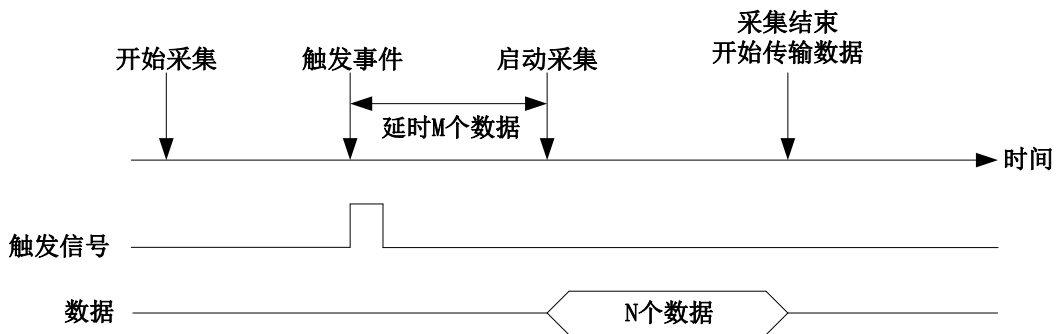 采集结束
开始传输数据
开始采集
触发事件
启动采集
延时M个数据
时间
触发信号
数据
N个数据